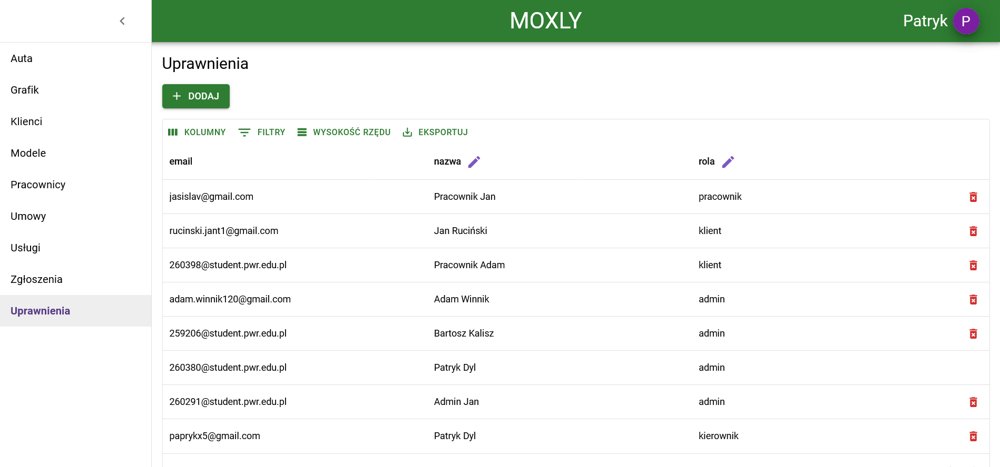 MOXLY
Patryk P
Auta
Grafik
Klienci
Modele
Pracownicy
Umowy
Usługi
Zgłoszenia
Uprawnienia
Uprawnienia
DODAJ
KOLUMNY FILTRY WYSOKOŚĆ RZĘDU EKSPORTUJ
email nazwa rola
jasislav@gmail.com Pracownik Jan pracownik
rucinski.jant1@gmail.com Jan Ruciński klient
260398@student.pwr.edu.pl Pracownik Adam klient
adam.winnik120@gmail.com Adam Winnik admin
259206@student.pwr.edu.pl Bartosz Kalisz admin
260380@student.pwr.edu.pl Patryk Dyl admin
260291@student.pwr.edu.pl Admin Jan admin
paprykx5@gmail.com Patryk Dyl kierownik